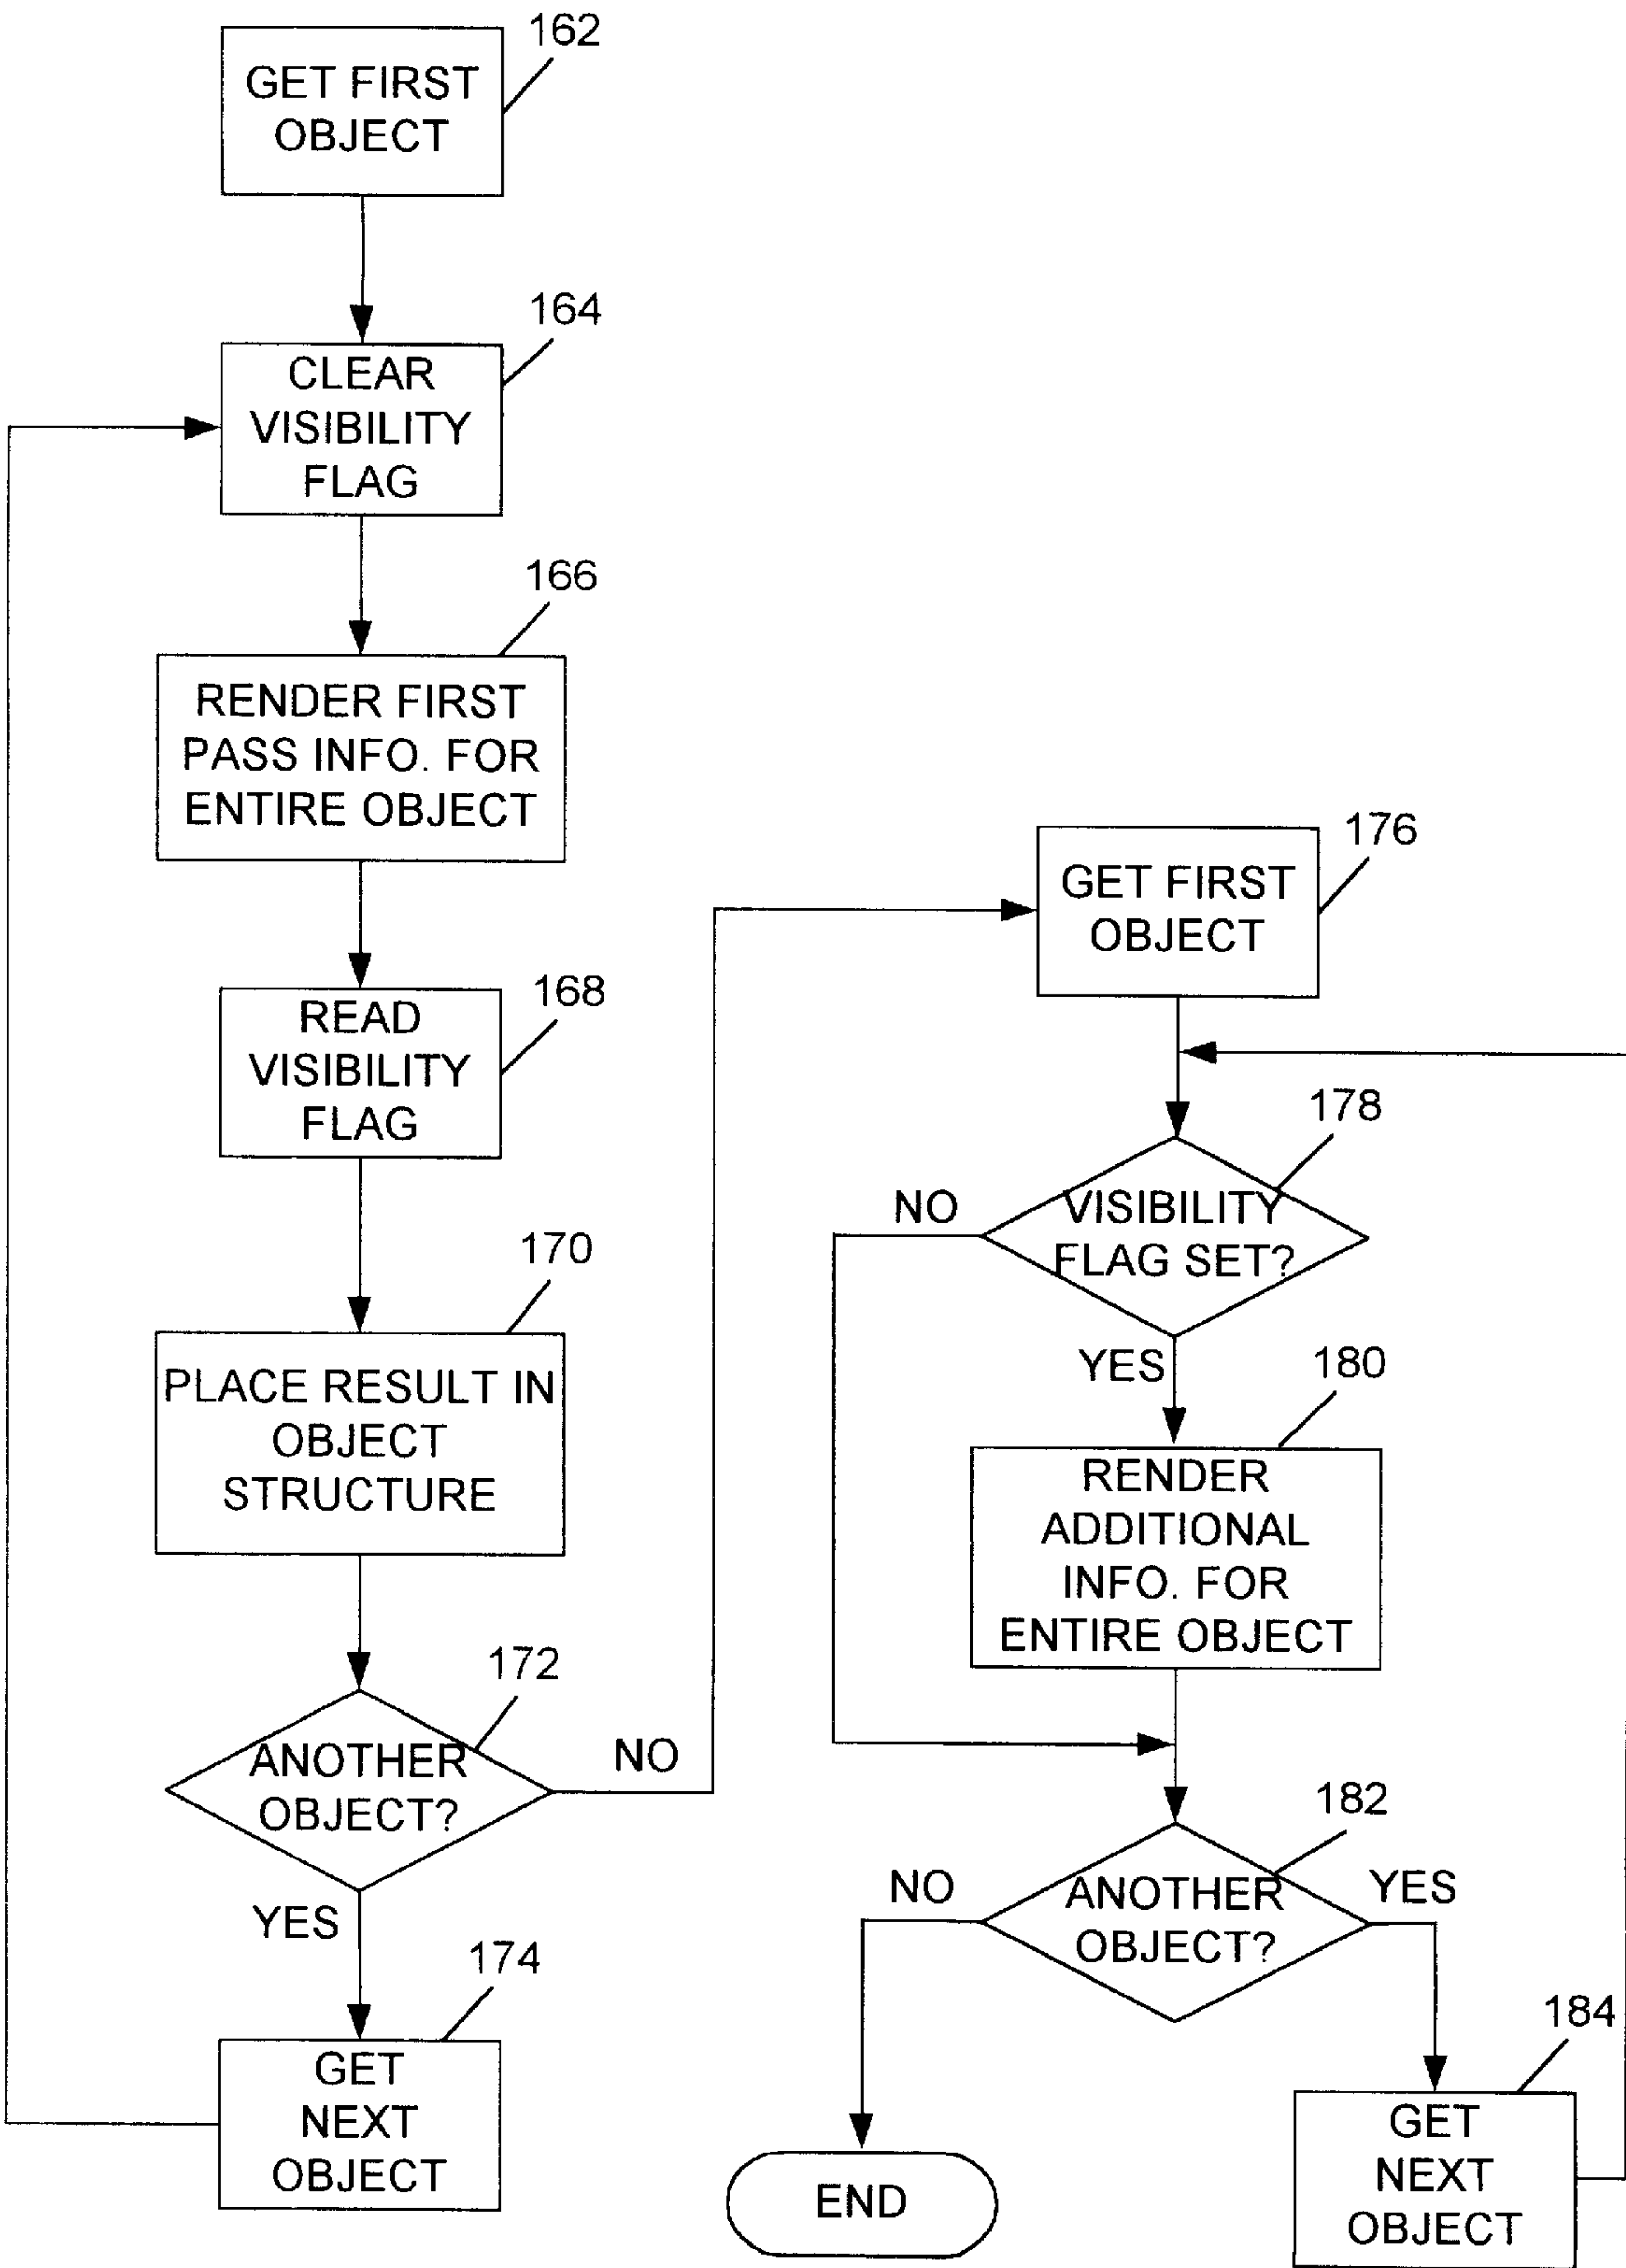 162
GET FIRST
OBJECT
164
CLEAR
VISIBILITY
FLAG
166
RENDER FIRST
PASS INFO. FOR
ENTIRE OBJECT
168
READ
VISIBILITY
FLAG
170
PLACE RESULT IN
OBJECT
STRUCTURE
172
ANOTHER
OBJECT?
NO
YES
174
GET
NEXT
OBJECT
176
GET FIRST
OBJECT
178
VISIBILITY
FLAG SET?
NO
YES
180
RENDER
ADDITIONAL
INFO. FOR
ENTIRE OBJECT
182
ANOTHER
OBJECT?
NO
YES
184
GET
NEXT
OBJECT
END